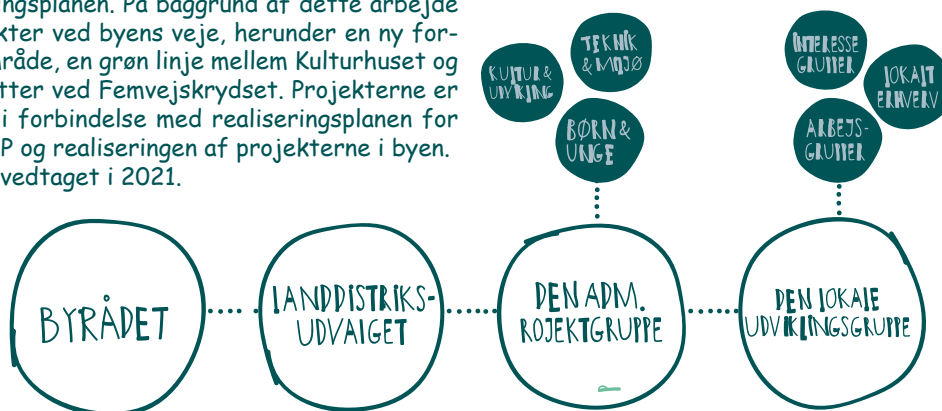 ngsplanen. På baggrund af dette arbejde
kter ved byens veje, herunder en ny for-
råde, en grøn linje mellem Kulturhuset og
tter ved Femvejskrydset. Projekterne er
i forbindelse med realiseringsplanen for
P og realiseringen af projekterne i byen.
vedtaget i 2021.
KULTUR &
UDVIKLING
TEKNIK
& MILJØ
BØRN &
UNGE
INTERESSE
GRUPPER
LOKALT
ERHVERV
ARBEJS-
GRUPPER
BYRÅDET
LANDDISTRIKS-
UDVALGET
DEN ADM.
ROJEKTGRUPPE
DEN LOKALE
UDVIKLINGSGRUPPE